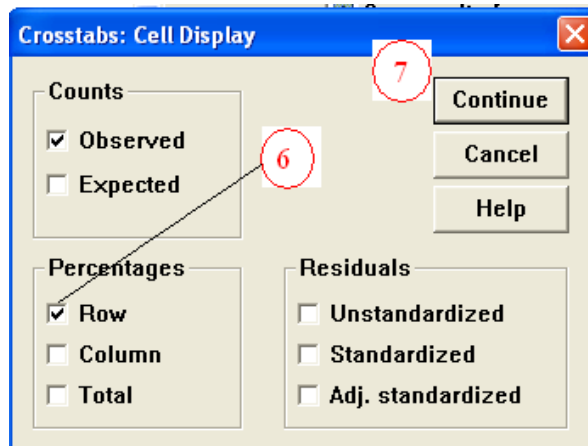 Crosstabs: Cell Display
7
Counts
Observed
Expected
6
Continue
Cancel
Help
Percentages
Row
Column
Total
Residuals
Unstandardized
Standardized
Adj. standardized